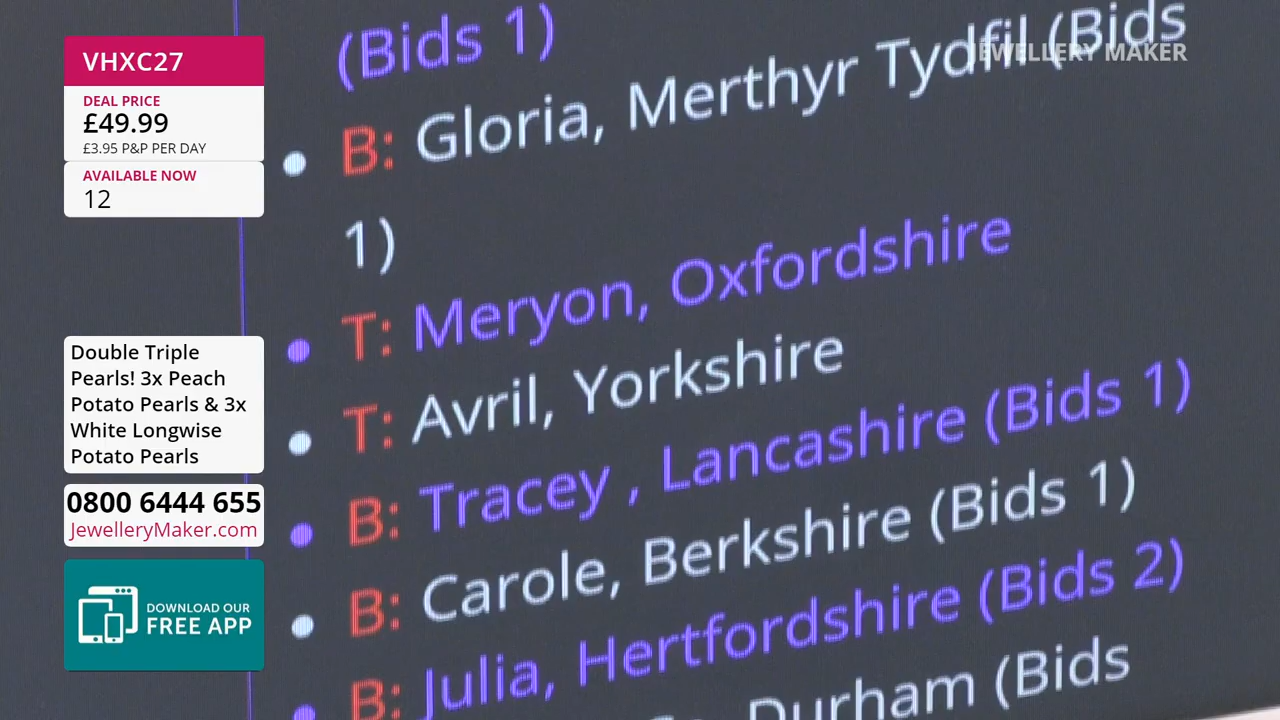 VHXC27
DEAL PRICE
£49.99
£3.95 P&P PER DAY
AVAILABLE NOW
12
Double Triple
Pearls! 3x Peach
Potato Pearls & 3x
White Longwise
Potato Pearls
0800 6444 655
JewelleryMaker.com
DOWNLOAD OUR
FREE APP
JEWELLERY MAKER
(Bids 1)
B: Gloria, Merthyr Tydfil (Bids
1)
T: Meryon, Oxfordshire
T: Avril, Yorkshire
B: Tracey , Lancashire (Bids 1)
B: Carole, Berkshire (Bids 1)
B: Julia, Hertfordshire (Bids 2)
Durham (Bids